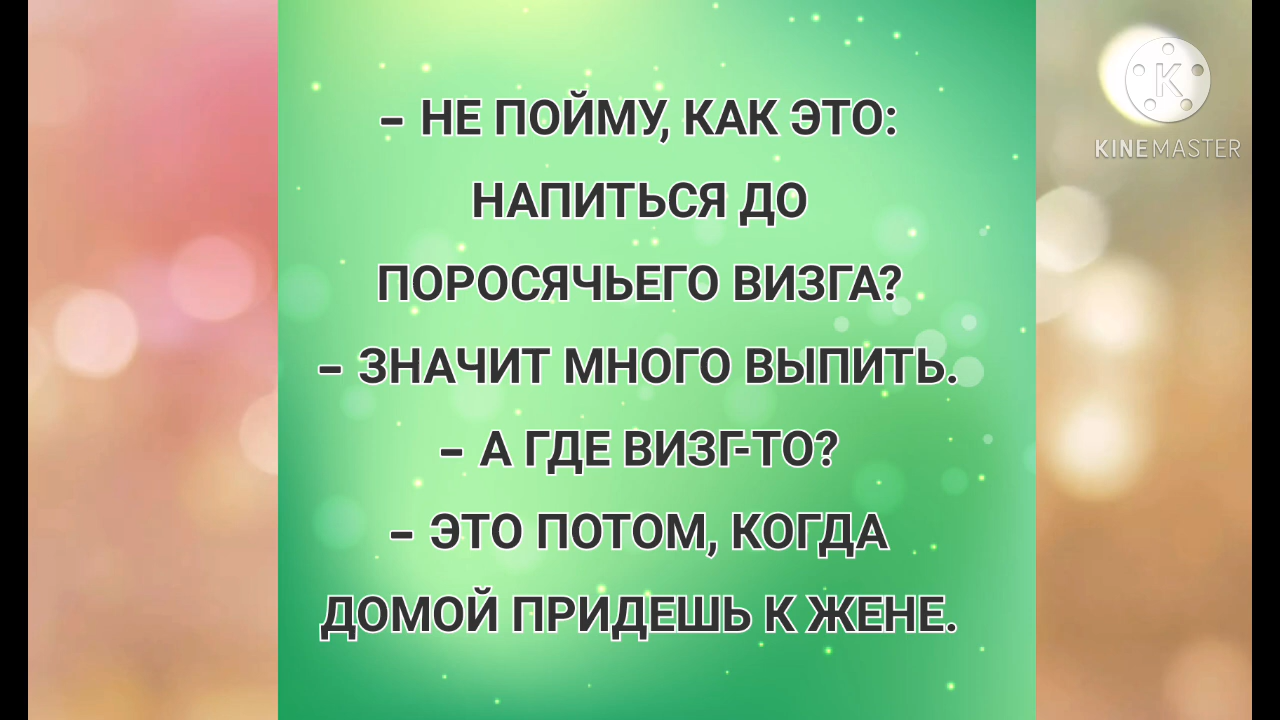 – НЕ ПОЙМУ, КАК ЭТО:
НАПИТЬСЯ ДО
ПОРОСЯЧЬЕГО ВИЗГА?
– ЗНАЧИТ МНОГО ВЫПИТЬ.
– А ГДЕ ВИЗГ-ТО?
– ЭТО ПОТОМ, КОГДА
ДОМОЙ ПРИДЕШЬ К ЖЕНЕ.
K
KINEMASTER